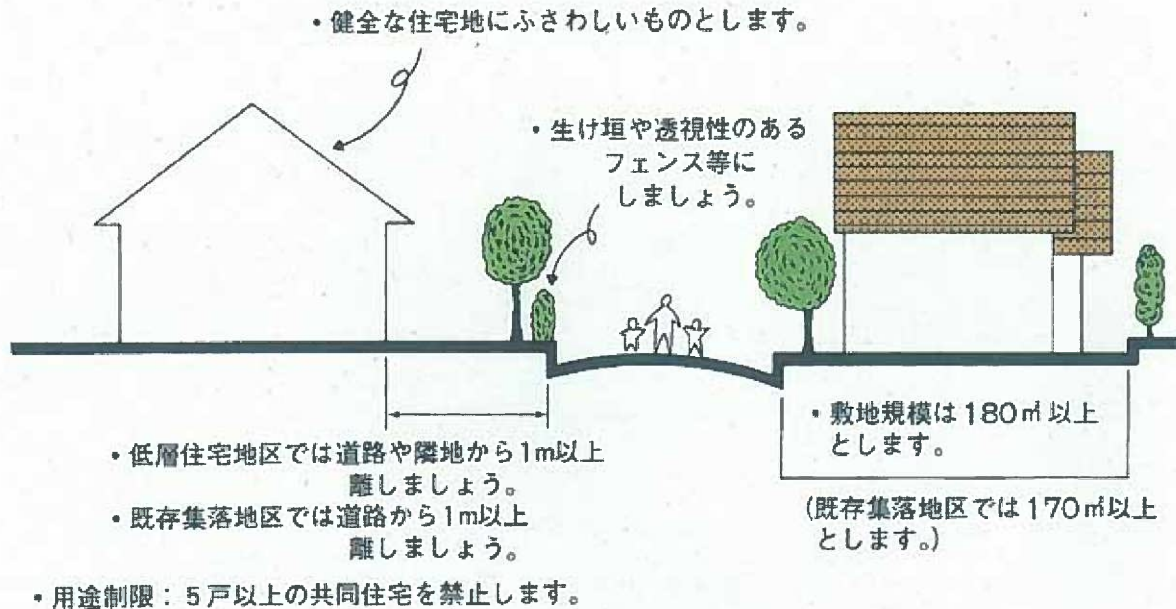 ・健全な住宅地にふさわしいものとします。
・生け垣や透視性のある
フェンス等に
しましょう。
・低層住宅地区では道路や隣地から1m以上
離しましょう。
・既存集落地区では道路から1m以上
離しましょう。
・敷地規模は180㎡以上
とします。
(既存集落地区では170㎡以上
とします。)
・用途制限：5戸以上の共同住宅を禁止します。